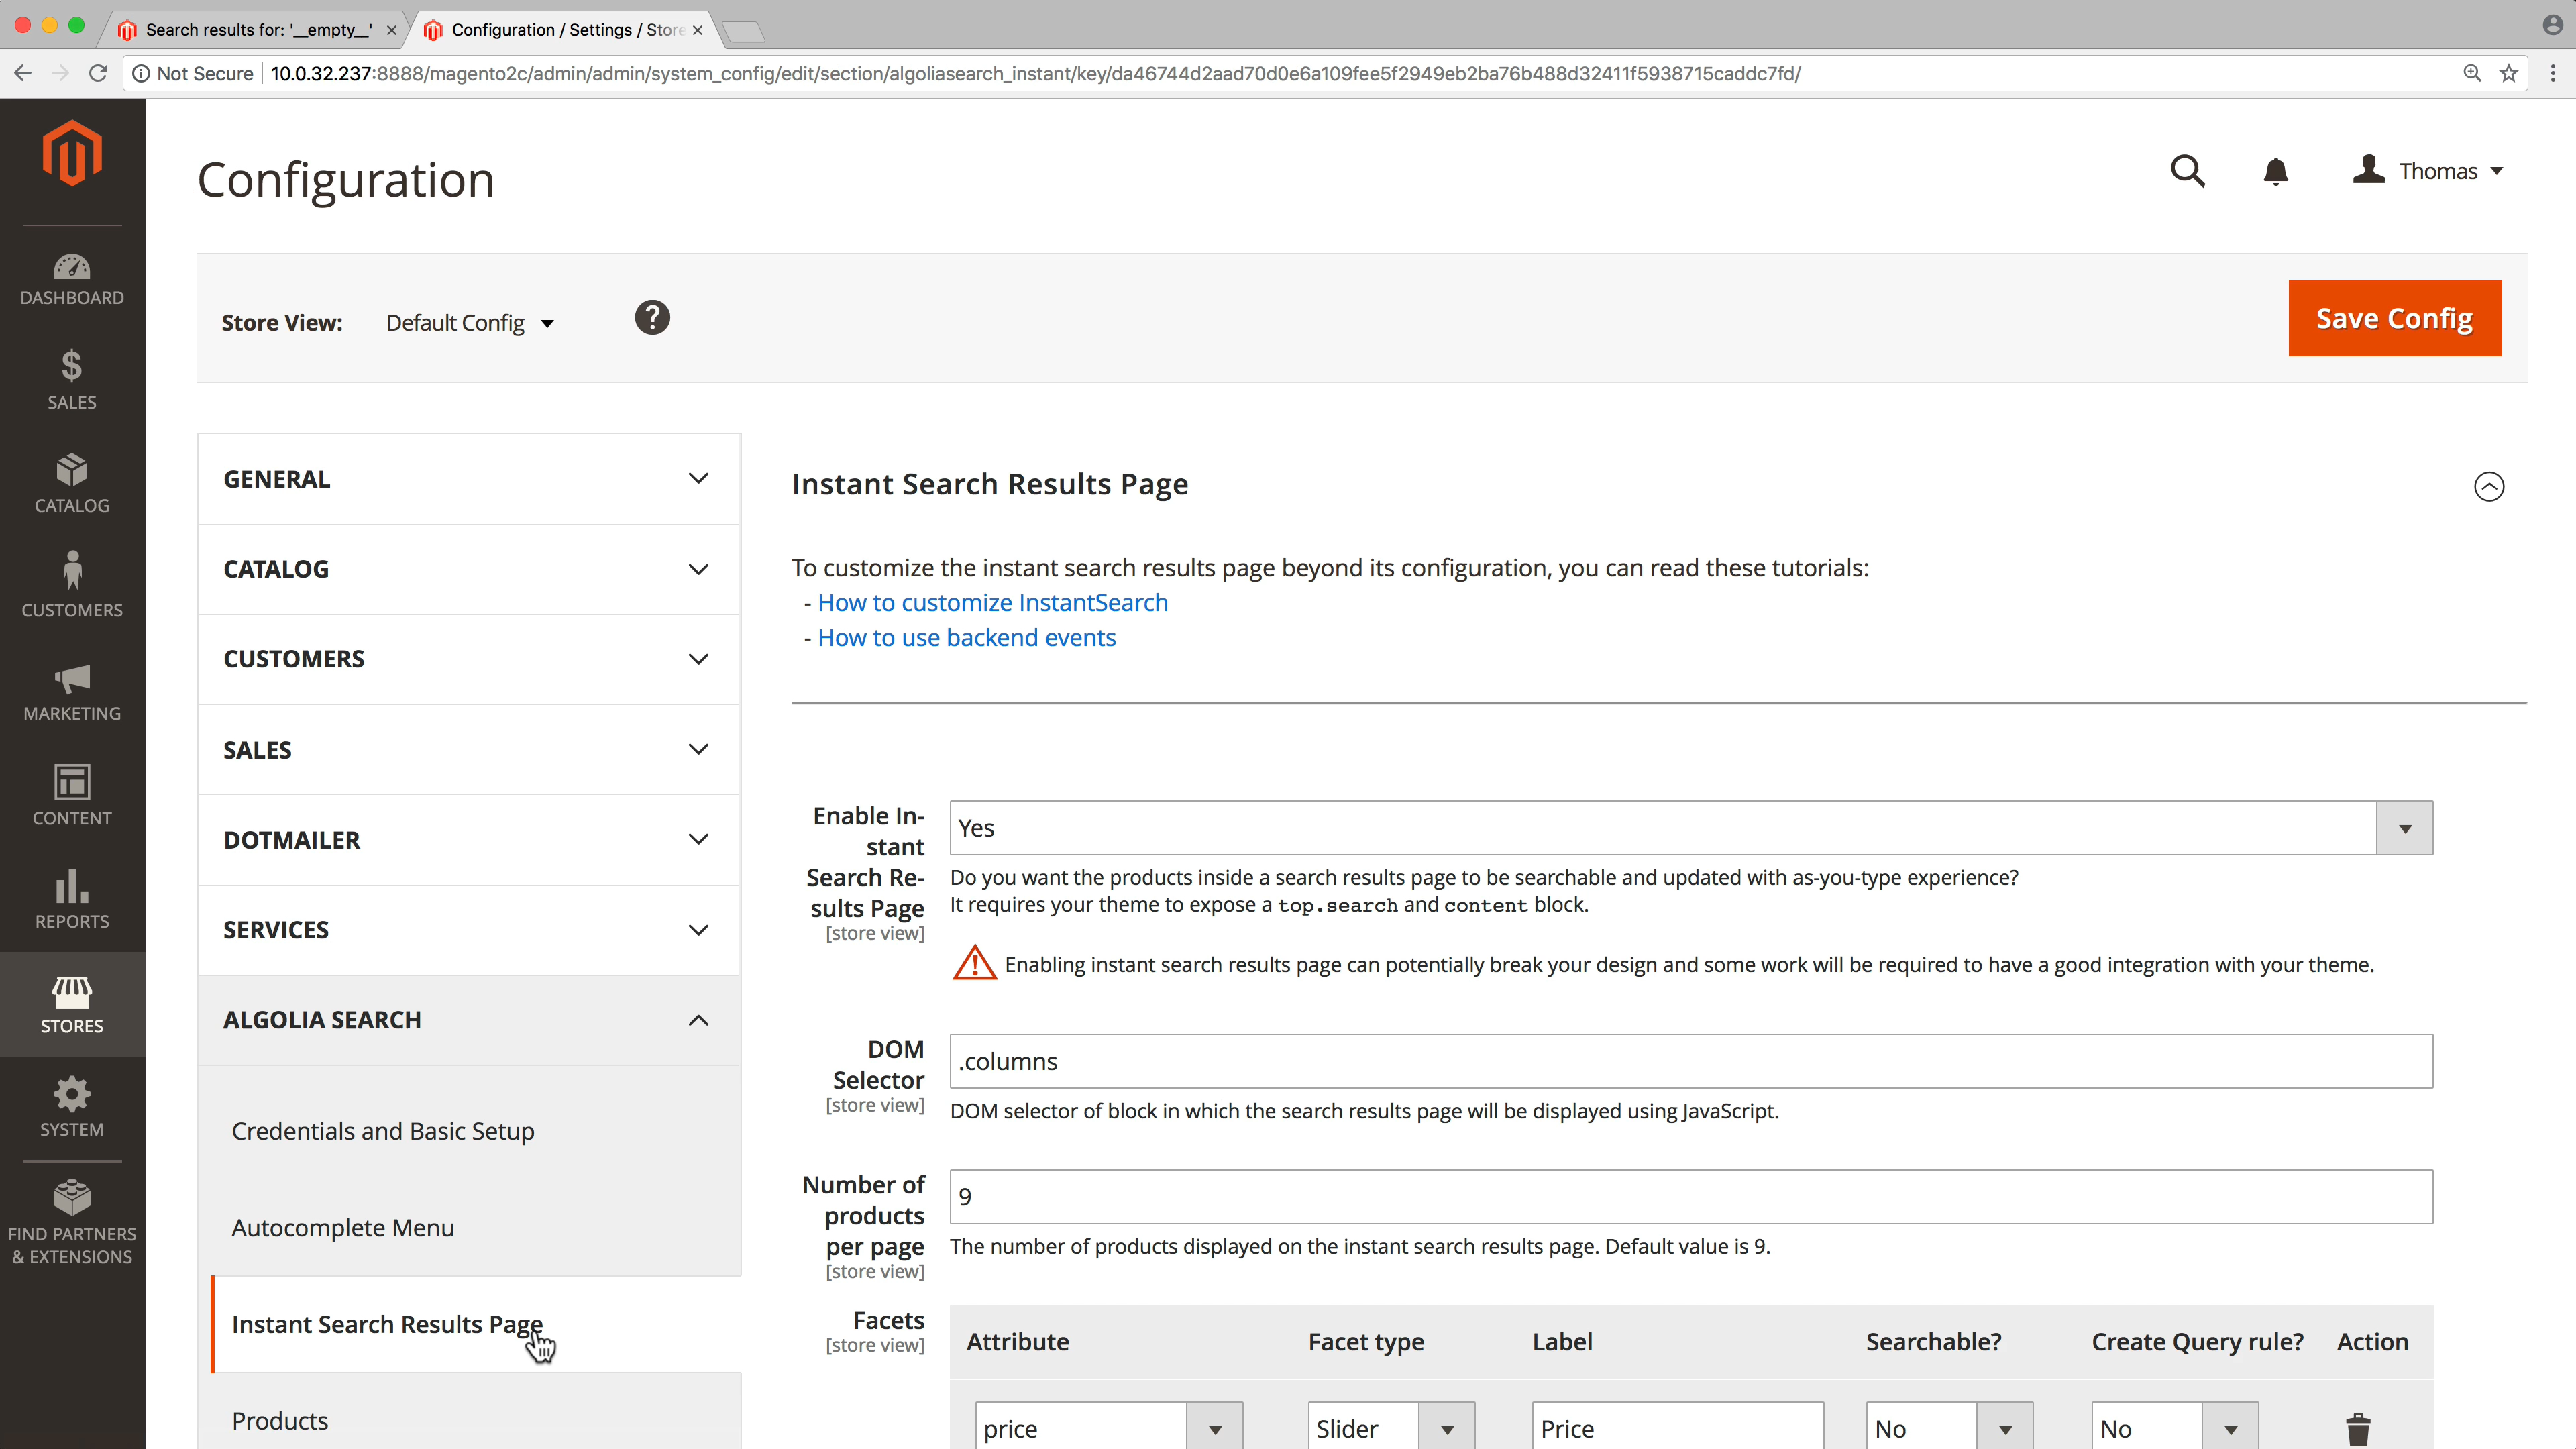 Search results for: '__empty__'
Configuration / Settings / Store
Not Secure
10.0.32.237:8888/magento2c/admin/admin/system_config/edit/section/algoliasearch_instant/key/da46744d2aad70d0e6a109fee5f2949eb2ba76b488d32411f5938715caddc7fd/
Configuration
Thomas
DASHBOARD
SALES
CATALOG
CUSTOMERS
MARKETING
CONTENT
REPORTS
STORES
SYSTEM
FIND PARTNERS
& EXTENSIONS
Store View:
Default Config
?
Save Config
GENERAL
CATALOG
CUSTOMERS
SALES
DOTMAILER
SERVICES
ALGOLIA SEARCH
Credentials and Basic Setup
Autocomplete Menu
Instant Search Results Page
Products
Instant Search Results Page
To customize the instant search results page beyond its configuration, you can read these tutorials:
- How to customize InstantSearch
- How to use backend events
Enable In-
stant
Search Re-
sults Page
[store view]
Yes
Do you want the products inside a search results page to be searchable and updated with as-you-type experience?
It requires your theme to expose a top.search and content block.
Enabling instant search results page can potentially break your design and some work will be required to have a good integration with your theme.
DOM
Selector
[store view]
.columns
DOM selector of block in which the search results page will be displayed using JavaScript.
Number of
products
per page
[store view]
9
The number of products displayed on the instant search results page. Default value is 9.
Facets
[store view]
Attribute Facet type Label Searchable? Create Query rule? Action
price Slider Price No No